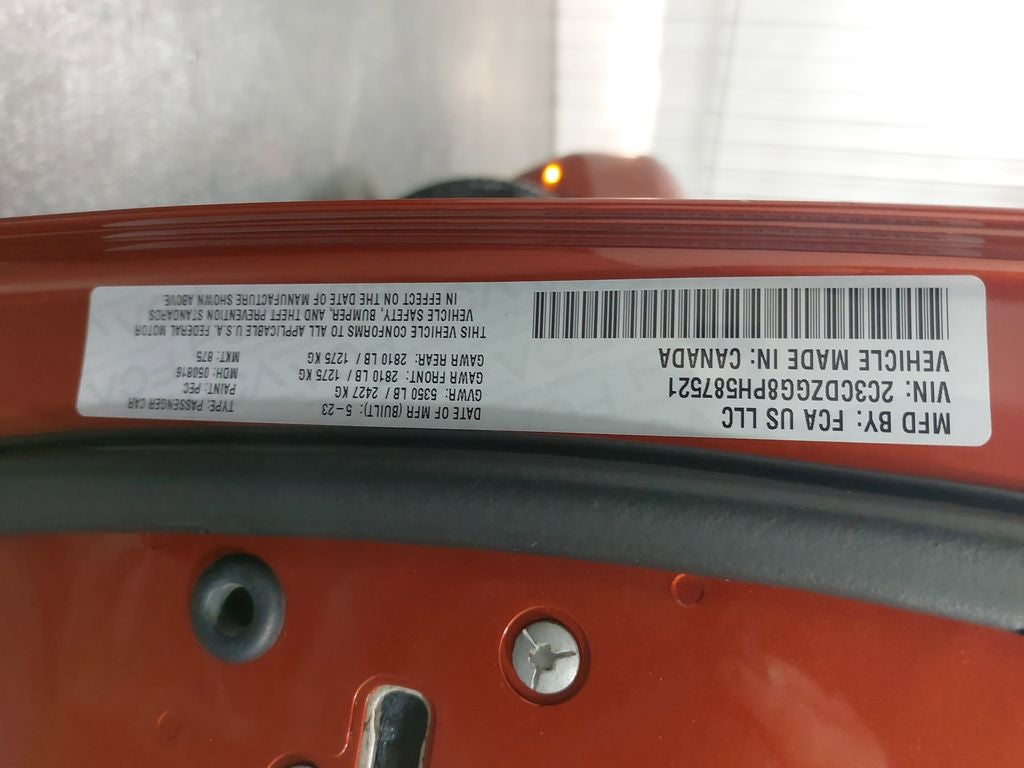 MFD BY: FCA US LLC
VIN: 2C3CDZGG8PH587521
VEHICLE MADE IN: CANADA
DATE OF MFR (BUILT): 5-23
GVWR: 5350 LB / 2427 KG
GAWR FRONT: 2810 LB / 1275 KG
GAWR REAR: 2810 LB / 1275 KG
TYPE: PASSENGER CAR
PAINT: PEC
MDH: 050816
MKT: 875
THIS VEHICLE CONFORMS TO ALL APPLICABLE U.S.A. FEDERAL MOTOR
VEHICLE SAFETY, BUMPER, AND THEFT PREVENTION STANDARDS
IN EFFECT ON THE DATE OF MANUFACTURE SHOWN ABOVE